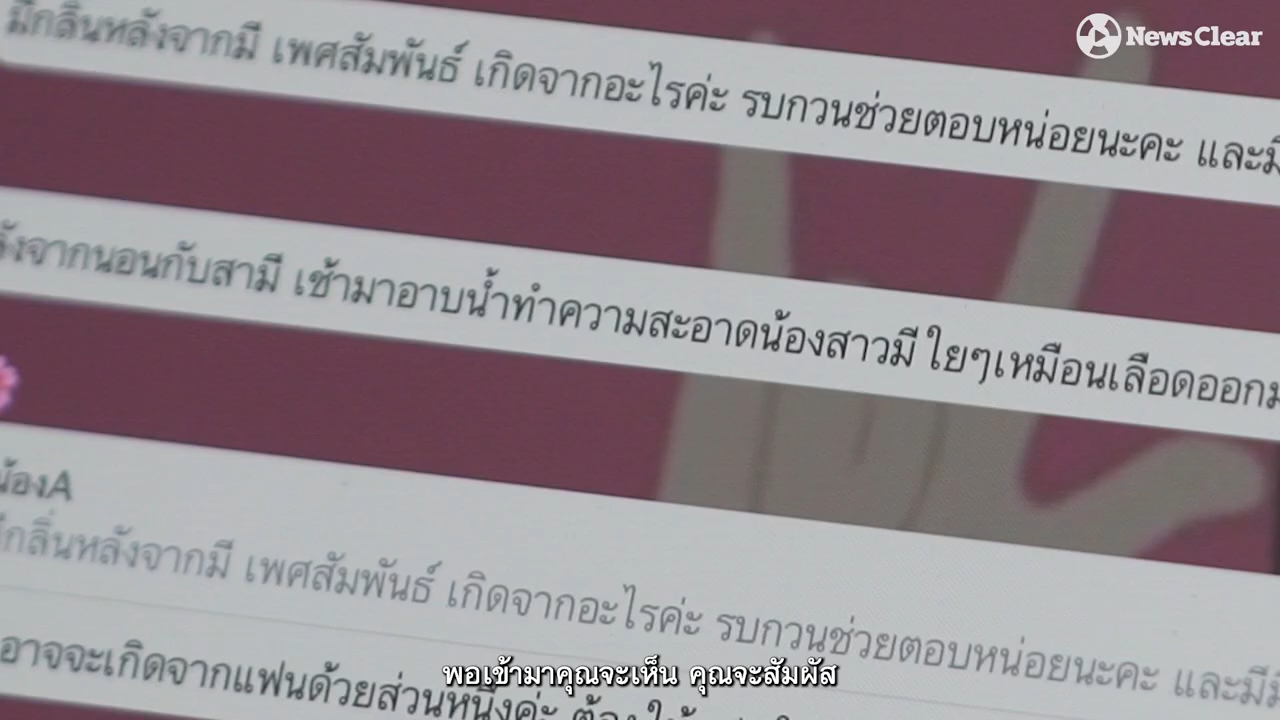 News Clear
มีกลิ่นหลังจากมี เพศสัมพันธ์ เกิดจากอะไรค่ะ รบกวนช่วยตอบหน่อยนะคะ และมี
หลังจากนอนกับสามี เช้ามาอาบน้ำทำความสะอาดน้องสาวมี ใยๆเหมือนเลือดออกม
น้องA
มีกลิ่นหลังจากมี เพศสัมพันธ์ เกิดจากอะไรค่ะ รบกวนช่วยตอบหน่อยนะคะ และมี
อาจจะเกิดจากแฟนด้วยส่วนหนึ่งค่ะ ต้อง
พอเข้ามาคุณจะเห็น คุณจะสัมผัส